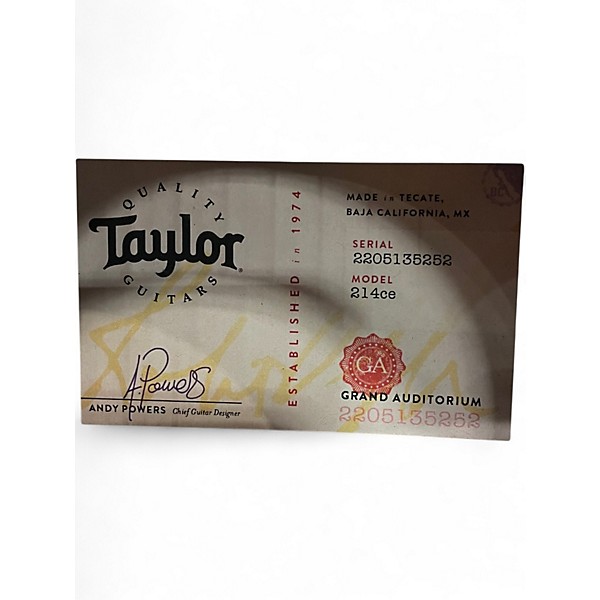 QUALITY
Taylor
GUITARS
A. Powers
ANDY POWERS Chief Guitar Designer
ESTABLISHED in 1974
MADE in TECATE,
BAJA CALIFORNIA, MX
SERIAL
2205135252
MODEL
214ce
GA
GRAND AUDITORIUM
2205135252